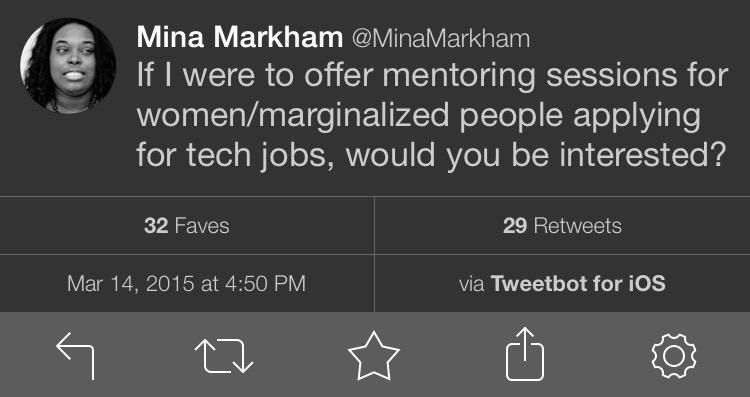 Mina Markham @MinaMarkham
If I were to offer mentoring sessions for
women/marginalized people applying
for tech jobs, would you be interested?
32 Faves
29 Retweets
Mar 14, 2015 at 4:50 PM
via Tweetbot for iOS